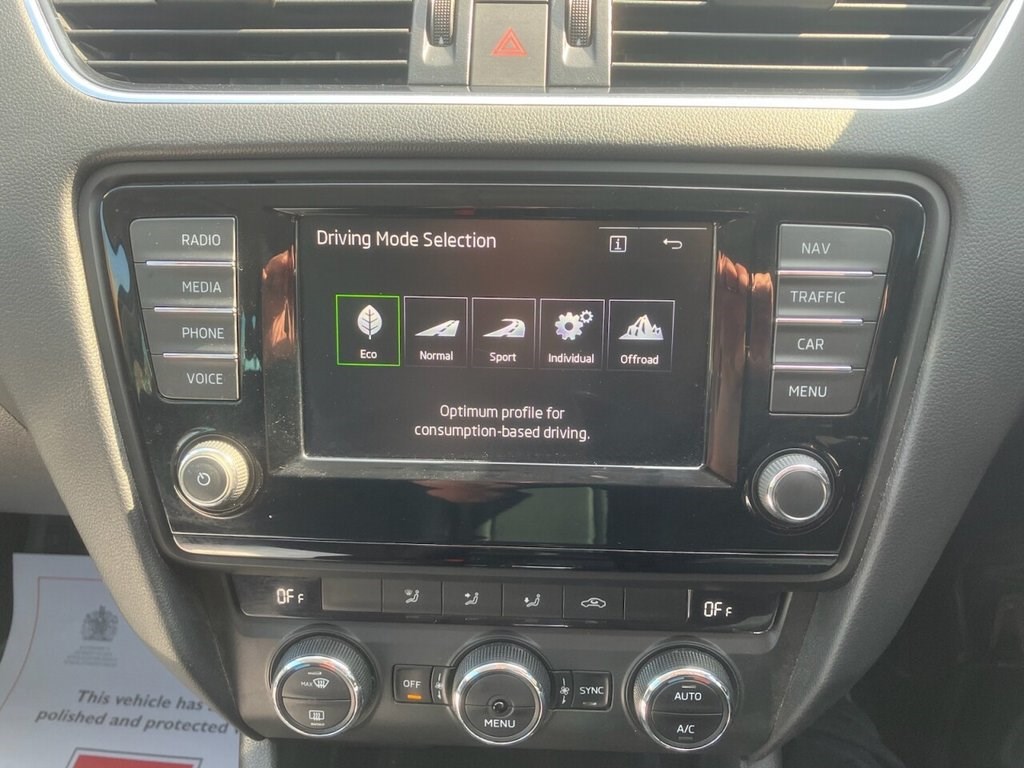 RADIO
MEDIA
PHONE
VOICE
Driving Mode Selection
i
Eco
Normal
Sport
Individual
Offroad
Optimum profile for
consumption-based driving.
NAV
TRAFFIC
CAR
MENU
OFF
OFF
MAX
OFF
MENU
SYNC
AUTO
A/C
This vehicle has
polished and protected